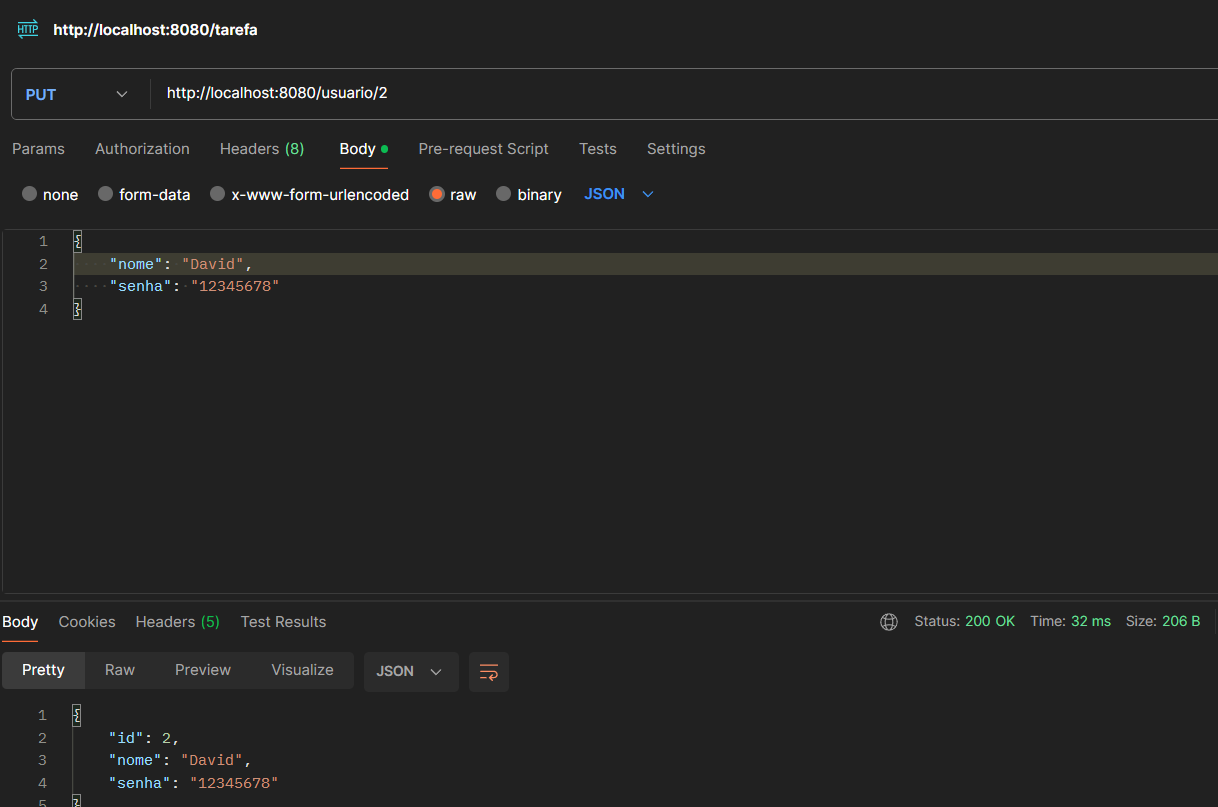 HTTP http://localhost:8080/tarefa
PUT http://localhost:8080/usuario/2
Params Authorization Headers (8) Body Pre-request Script Tests Settings
none form-data x-www-form-urlencoded raw binary JSON
1 {
2 "nome": "David",
3 "senha": "12345678"
4 }
Body Cookies Headers (5) Test Results Status: 200 OK Time: 32 ms Size: 206 B
Pretty Raw Preview Visualize JSON
1 {
2 "id": 2,
3 "nome": "David",
4 "senha": "12345678"
5 }